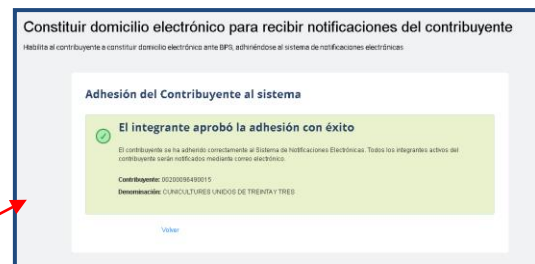 Constituir domicilio electrónico para recibir notificaciones del contribuyente
Habilita al contribuyente a constituir domicilio electrónico ante BPS, adhiriéndose al sistema de notificaciones electrónicas
Adhesión del Contribuyente al sistema
El integrante aprobó la adhesión con éxito
El contribuyente se ha adherido correctamente al Sistema de Notificaciones Electrónicas. Todos los integrantes activos del
contribuyente serán notificados mediante correo electrónico.
Contribuyente: 00200096490015
Denominación: CUNICULTURES UNIDOS DE TREINTA Y TRES
Volver